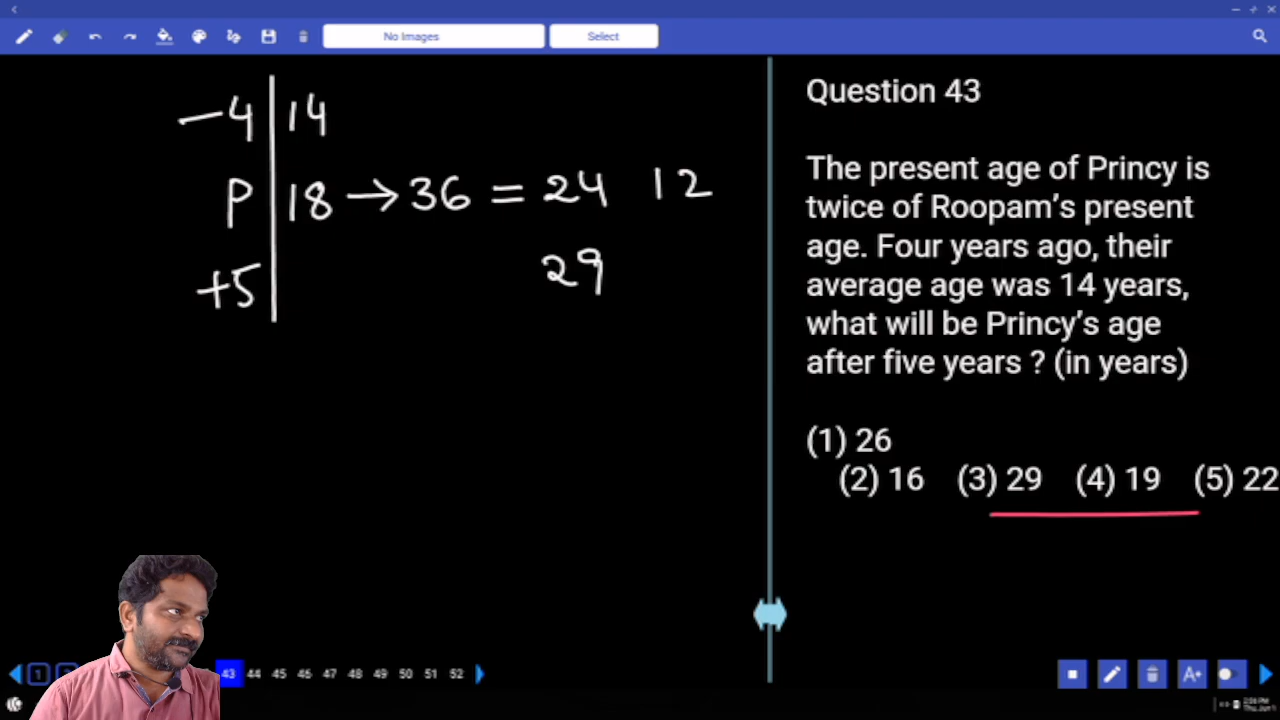 No Images
Select
-4 14
P 18 → 36 = 24 12
+5 29
Question 43
The present age of Princy is
twice of Roopam's present
age. Four years ago, their
average age was 14 years,
what will be Princy's age
after five years ? (in years)
(1) 26
(2) 16 (3) 29 (4) 19 (5) 22
1 43 44 45 46 47 48 49 50 51 52
A+